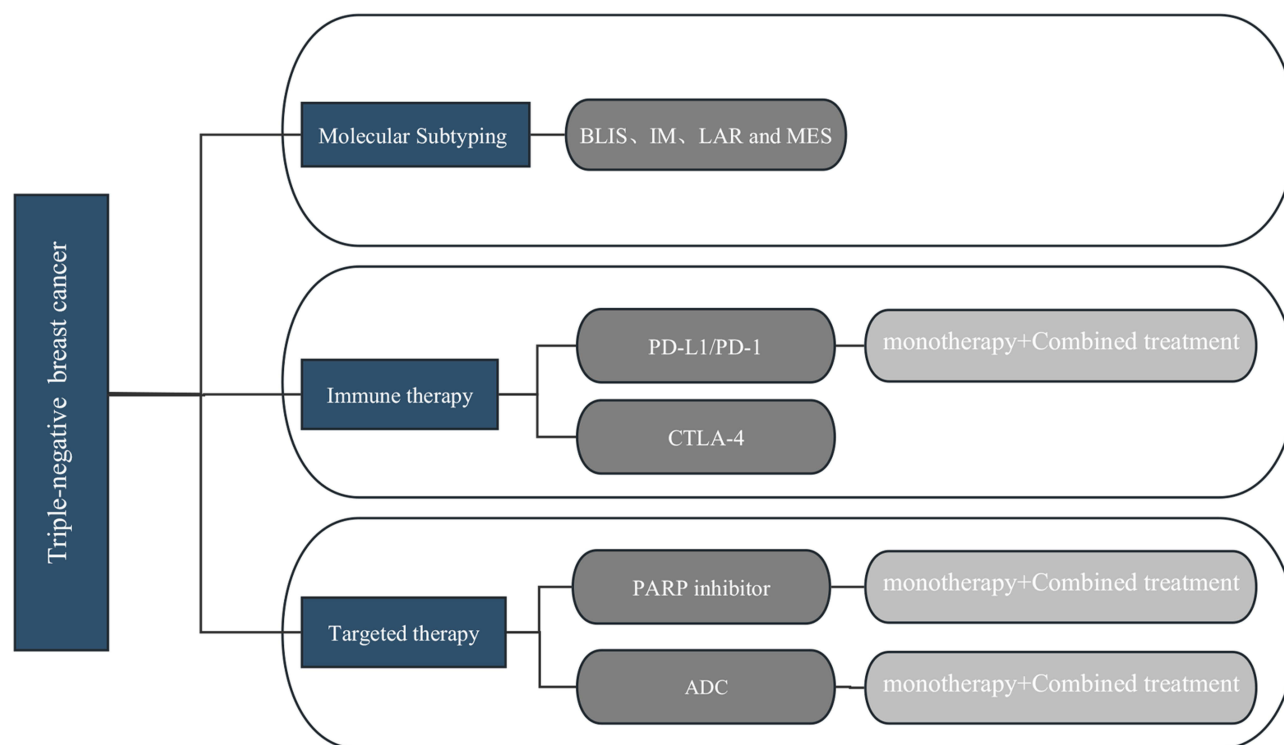 Triple-negative breast cancer
Molecular Subtyping
BLIS、IM、LAR and MES
Immune therapy
PD-L1/PD-1
monotherapy+Combined treatment
CTLA-4
Targeted therapy
PARP inhibitor
monotherapy+Combined treatment
ADC
monotherapy+Combined treatment